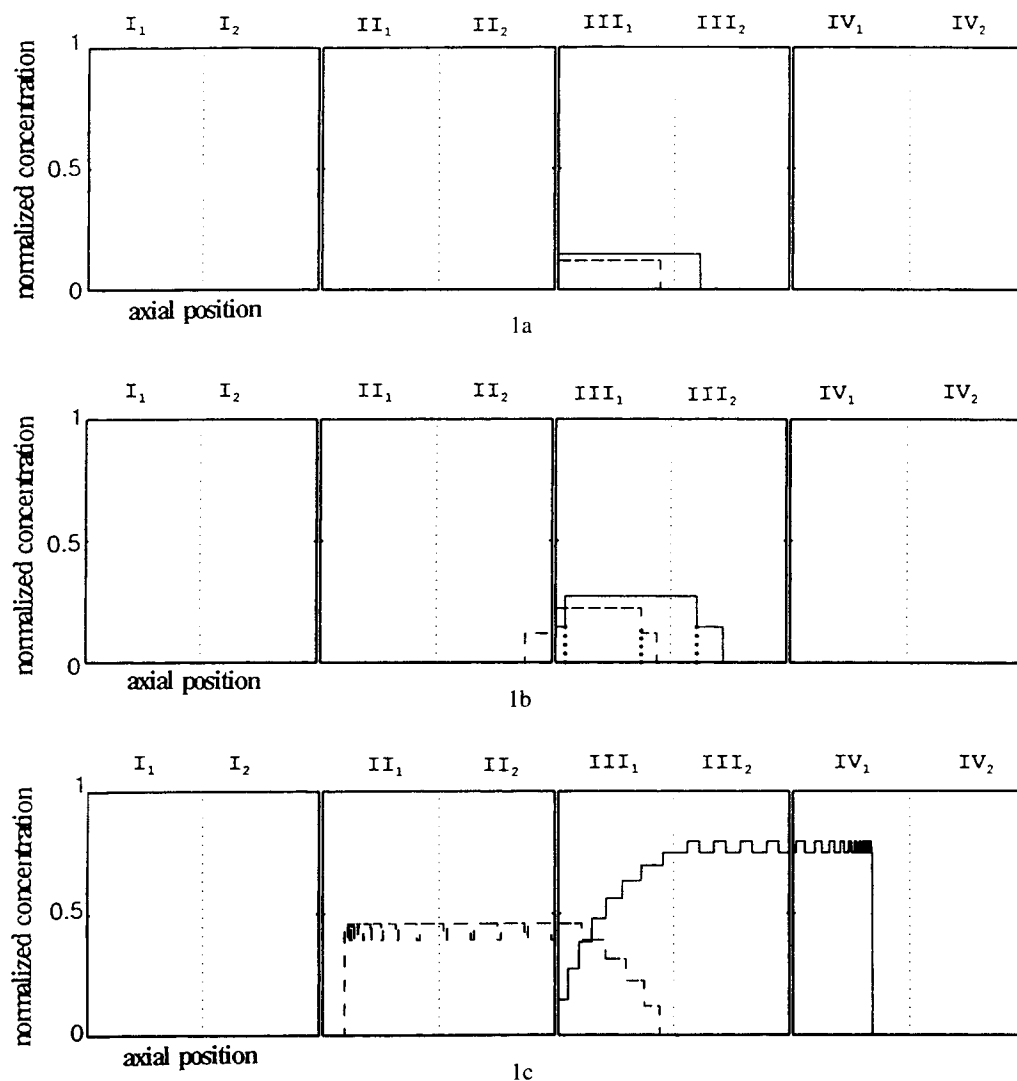 I₁ I₂ II₁ II₂ III₁ III₂ IV₁ IV₂
1
0.5
0
normalized concentration
axial position
1a
I₁ I₂ II₁ II₂ III₁ III₂ IV₁ IV₂
1
0.5
0
normalized concentration
axial position
1b
I₁ I₂ II₁ II₂ III₁ III₂ IV₁ IV₂
1
0.5
0
normalized concentration
axial position
1c